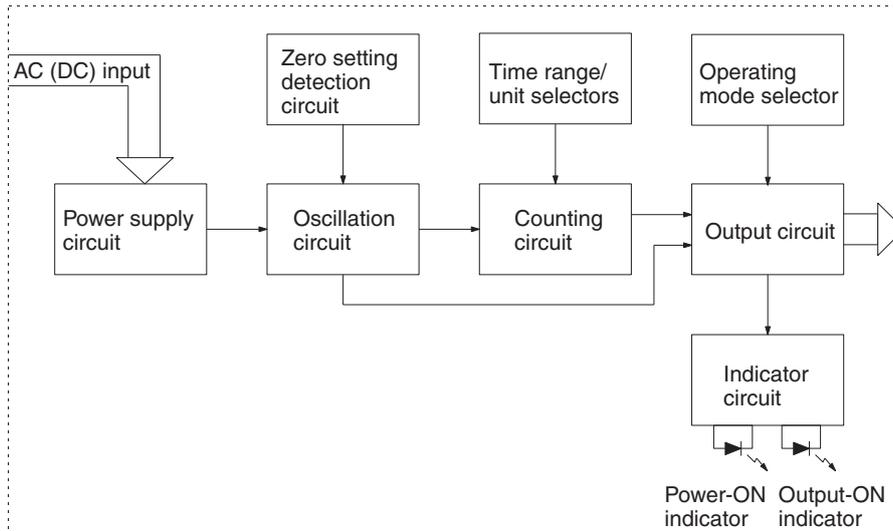 AC (DC) input
Zero setting
detection
circuit
Time range/
unit selectors
Operating
mode selector
Power supply
circuit
Oscillation
circuit
Counting
circuit
Output circuit
Indicator
circuit
Power-ON
indicator
Output-ON
indicator